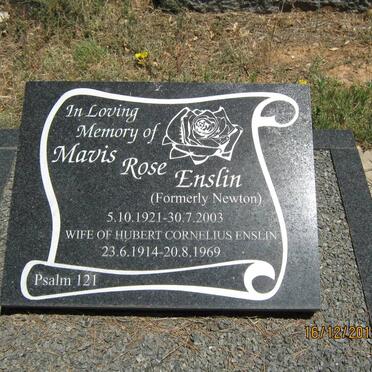 In Loving
Memory of
Mavis
Rose
Enslin
(Formerly Newton)
5.10.1921-30.7.2003
WIFE OF HUBERT CORNELIUS ENSLIN
23.6.1914-20.8.1969
Psalm 121